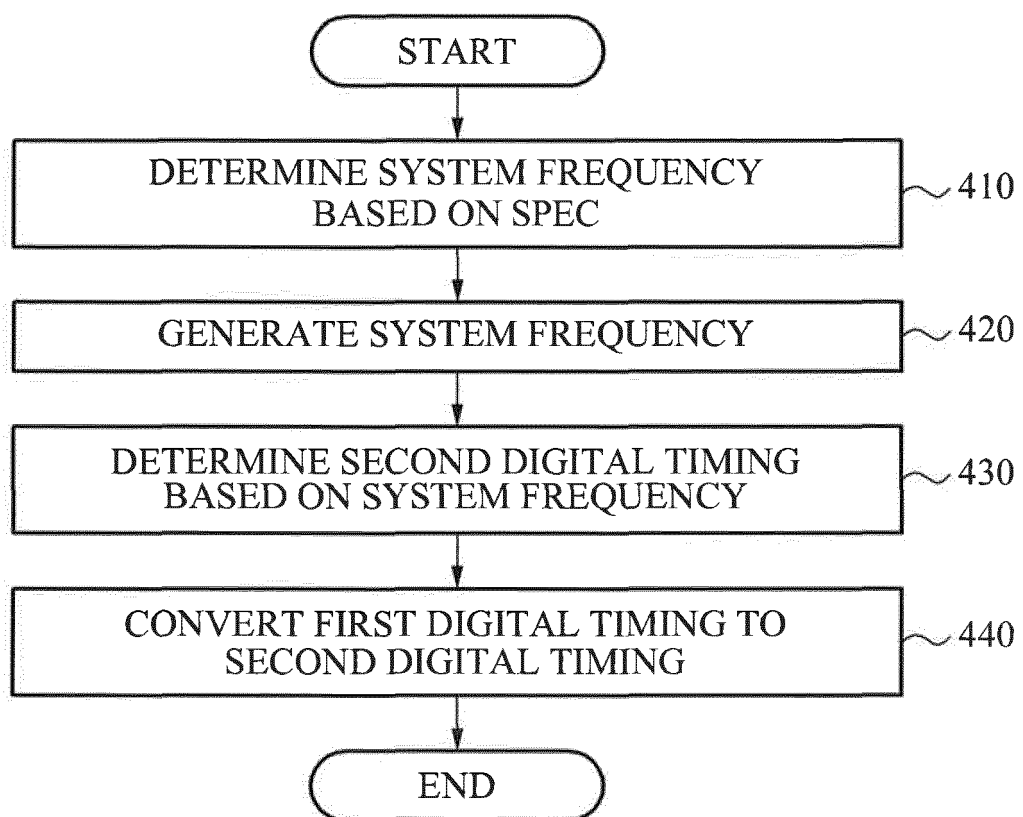 START
DETERMINE SYSTEM FREQUENCY
BASED ON SPEC
410
GENERATE SYSTEM FREQUENCY
420
DETERMINE SECOND DIGITAL TIMING
BASED ON SYSTEM FREQUENCY
430
CONVERT FIRST DIGITAL TIMING TO
SECOND DIGITAL TIMING
440
END